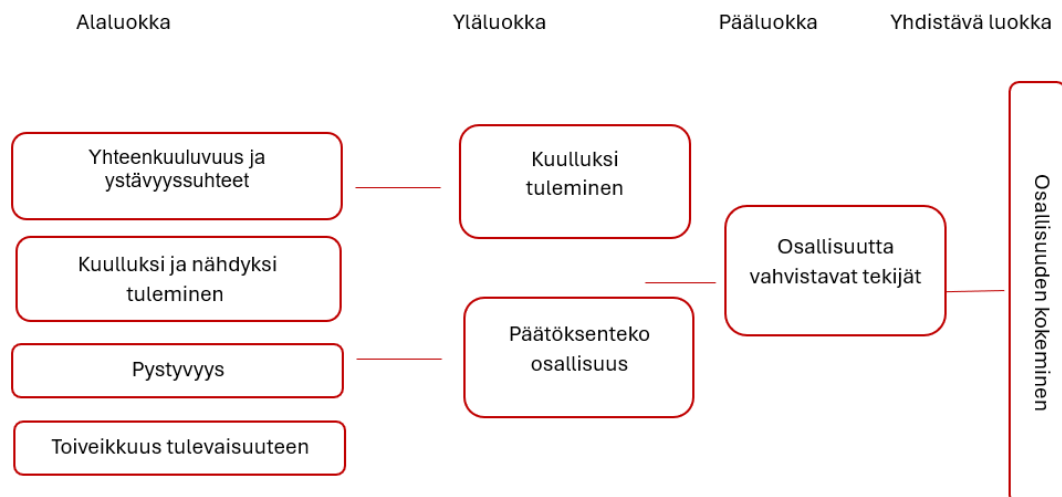 Alaluokka
Yläluokka
Pääluokka
Yhdistävä luokka
Yhteenkuuluvuus ja
ystävyyssuhteet
Kuulluksi ja nähdyksi
tuleminen
Pystyvyys
Toiveikkuus tulevaisuuteen
Kuulluksi
tuleminen
Päätöksenteko
osallisuus
Osallisuutta
vahvistavat tekijät
Osallisuuden kokeminen